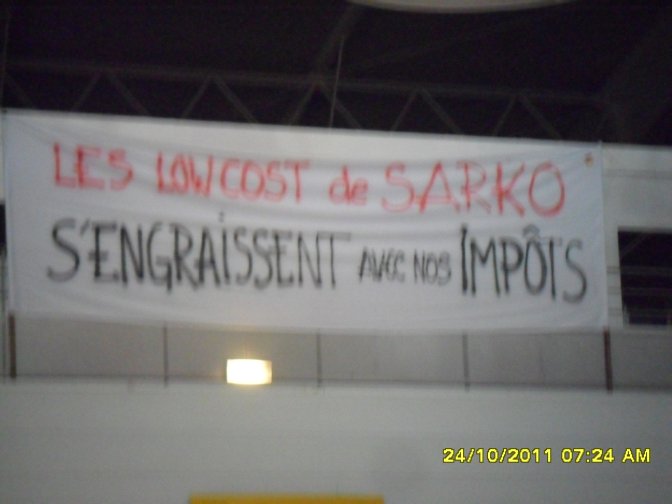 LES LOWCOST de SARKO
S'ENGRAISSENT AVEC NOS IMPÔTS
24/10/2011 07:24 AM